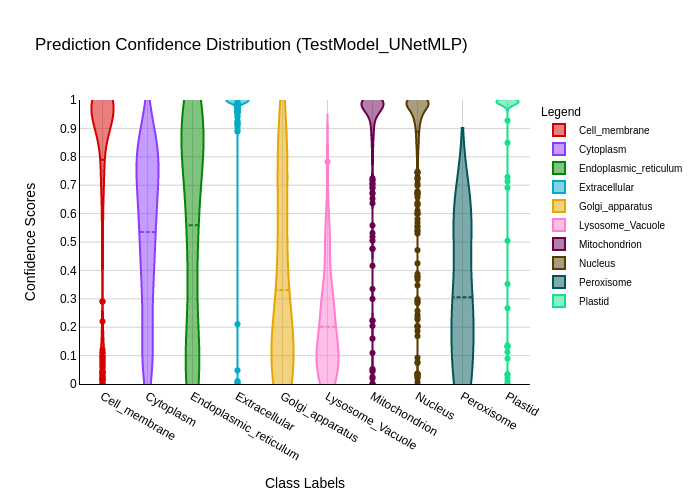 Prediction Confidence Distribution (TestModel_UNetMLP)
Legend
Cell_membrane
Cytoplasm
Endoplasmic_reticulum
Extracellular
Golgi_apparatus
Lysosome_Vacuole
Mitochondrion
Nucleus
Peroxisome
Plastid
Confidence Scores
1
0.9
0.8
0.7
0.6
0.5
0.4
0.3
0.2
0.1
0
Cell_membrane
Cytoplasm
Endoplasmic_reticulum
Extracellular
Golgi_apparatus
Lysosome_Vacuole
Mitochondrion
Nucleus
Peroxisome
Plastid
Class Labels